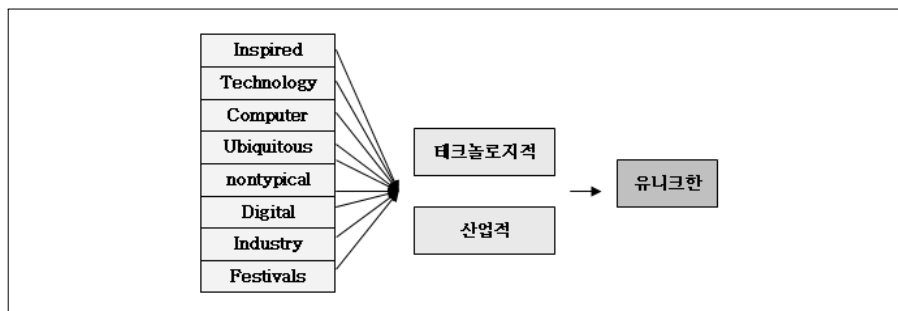 Inspired
Technology
Computer
Ubiquitous
nontypical
Digital
Industry
Festivals
테크놀로지적
산업적
유니크한